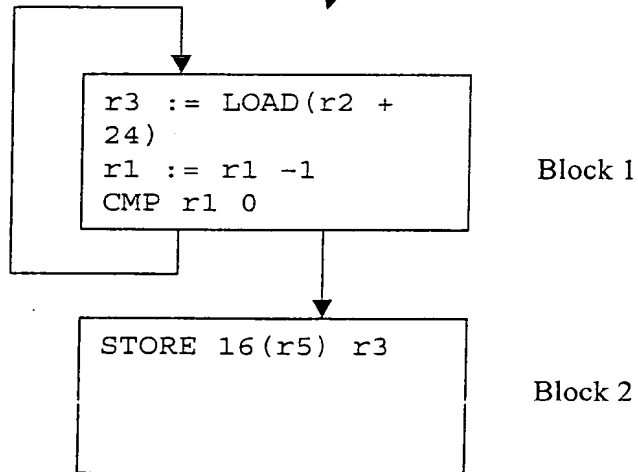 r3 := LOAD(r2 +
24)
r1 := r1 -1
CMP r1 0
Block 1
STORE 16(r5) r3
Block 2